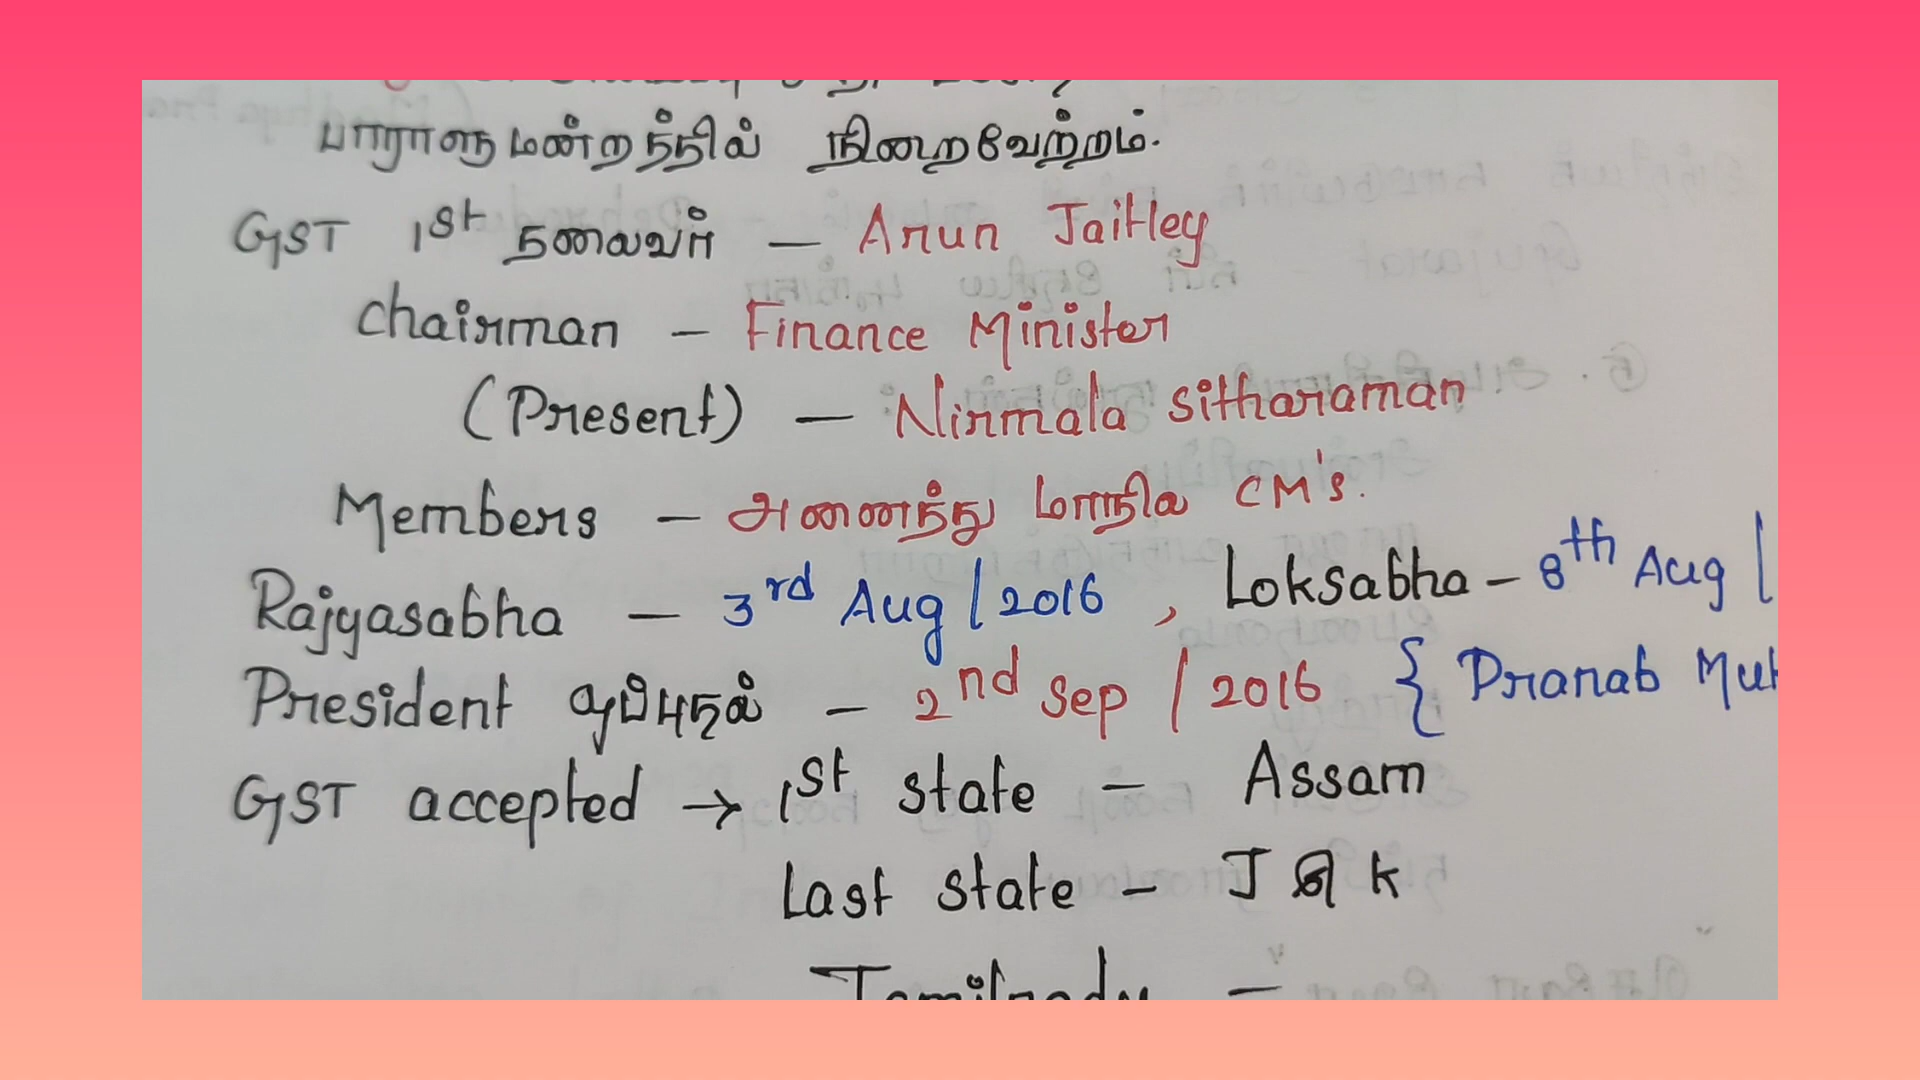 பாராளுமன்றத்தில் நிறைவேற்றம்.
GST 1st தலைவர் — Arun Jaitley
chairman — Finance Minister
(Present) — Nirmala sitharaman
Members — அனைத்து மாநில CM's.
Rajyasabha — 3rd Aug / 2016 , Loksabha — 8th Aug /
President ஒப்புதல் — 2nd Sep / 2016 { Pranab Muk
GST accepted → 1st state — Assam
Last state — J & K
Tamilnadu —